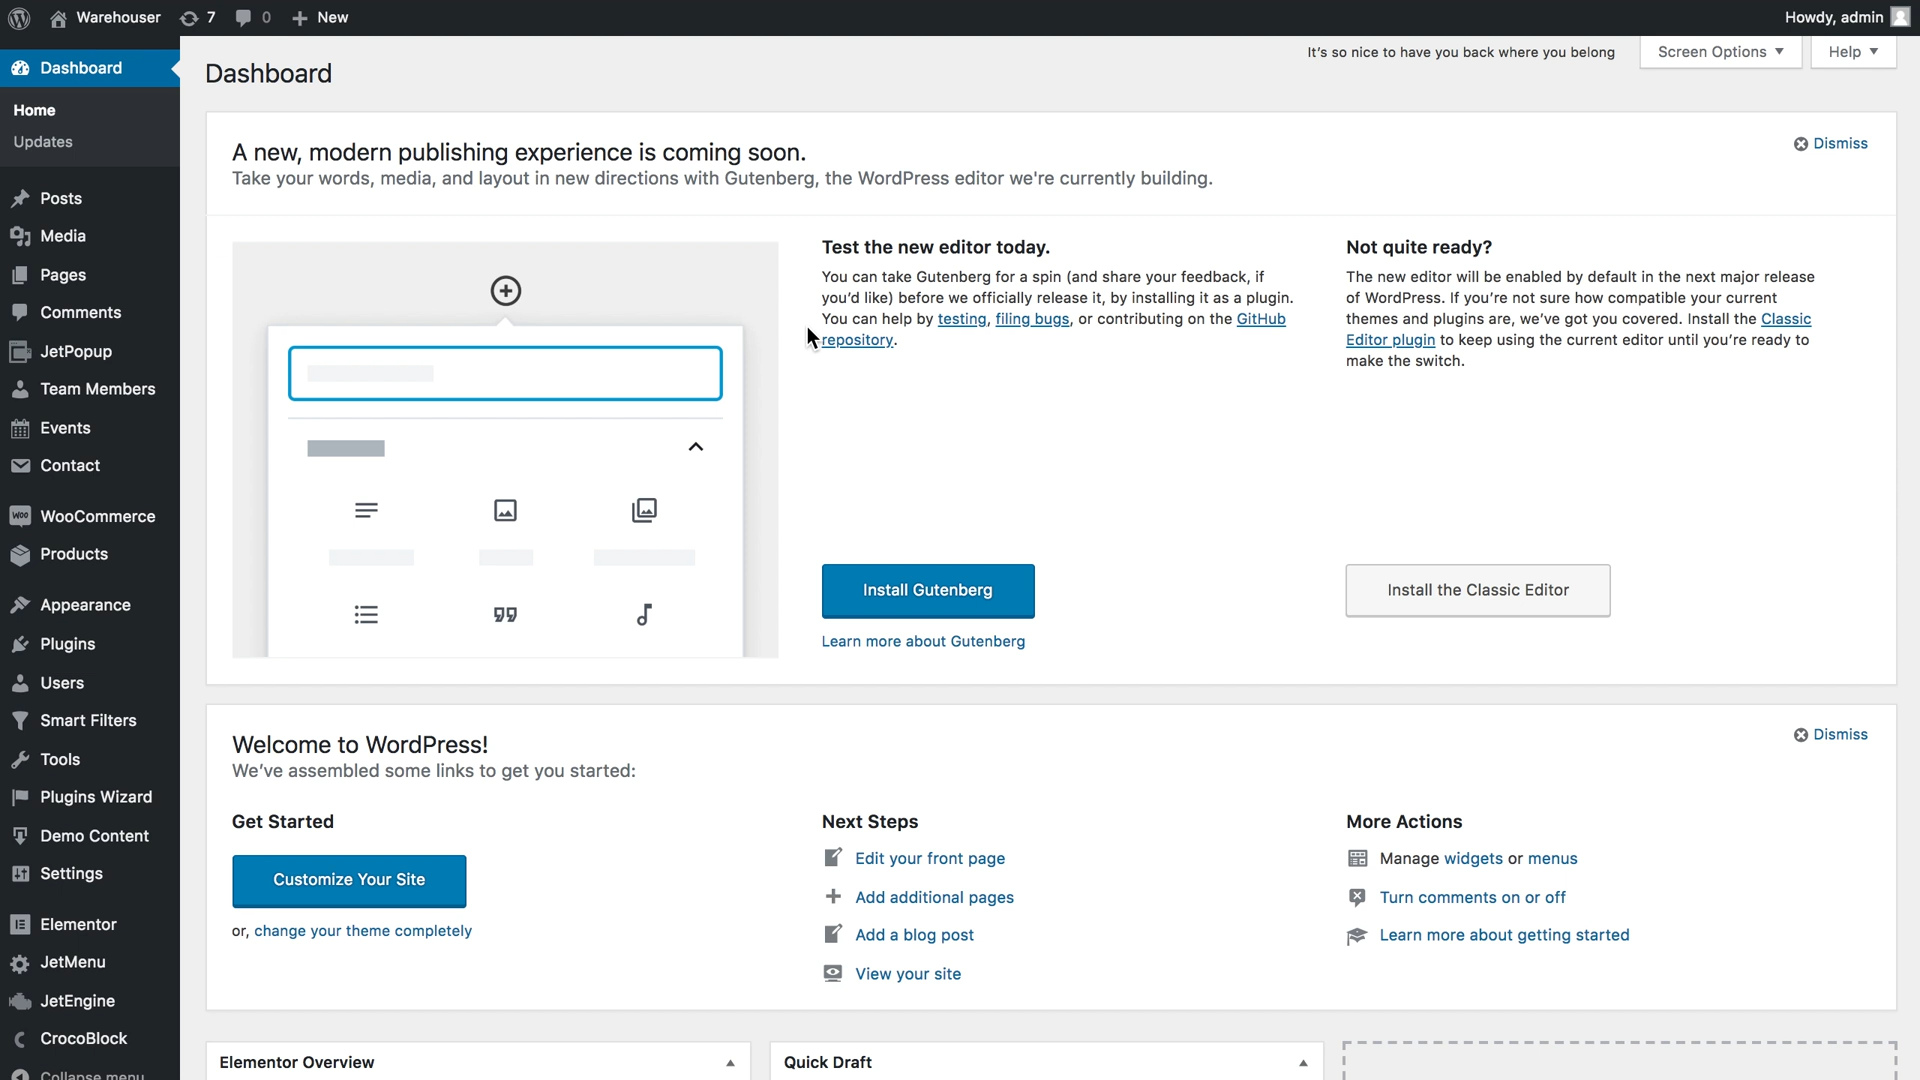 Warehouser 7 0 New Howdy, admin
Dashboard
Home
Updates
Posts
Media
Pages
Comments
JetPopup
Team Members
Events
Contact
WooCommerce
Products
Appearance
Plugins
Users
Smart Filters
Tools
Plugins Wizard
Demo Content
Settings
Elementor
JetMenu
JetEngine
CrocoBlock
Collapse menu
It's so nice to have you back where you belong
Screen Options
Help
Dashboard
A new, modern publishing experience is coming soon.
Dismiss
Take your words, media, and layout in new directions with Gutenberg, the WordPress editor we're currently building.
Test the new editor today.
You can take Gutenberg for a spin (and share your feedback, if
you'd like) before we officially release it, by installing it as a plugin.
You can help by testing, filing bugs, or contributing on the GitHub
repository.
Install Gutenberg
Learn more about Gutenberg
Not quite ready?
The new editor will be enabled by default in the next major release
of WordPress. If you're not sure how compatible your current
themes and plugins are, we've got you covered. Install the Classic
Editor plugin to keep using the current editor until you're ready to
make the switch.
Install the Classic Editor
Welcome to WordPress!
Dismiss
We've assembled some links to get you started:
Get Started
Customize Your Site
or, change your theme completely
Next Steps
Edit your front page
Add additional pages
Add a blog post
View your site
More Actions
Manage widgets or menus
Turn comments on or off
Learn more about getting started
Elementor Overview
Quick Draft